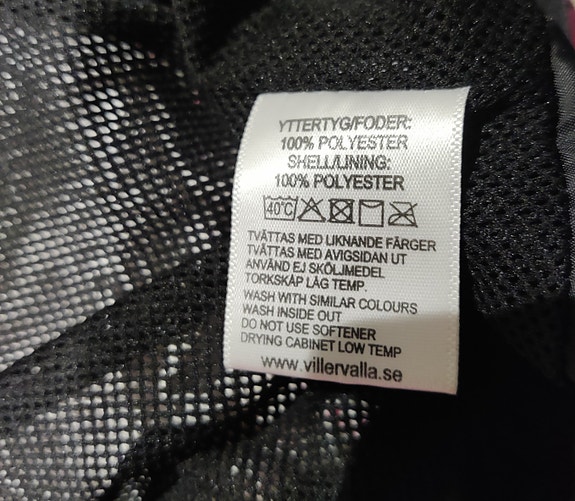 YTTERTYG/FODER:
100% POLYESTER
SHELL/LINING:
100% POLYESTER
40°C
TVÄTTAS MED LIKNANDE FÄRGER
TVÄTTAS MED AVIGSIDAN UT
ANVÄND EJ SKÖLJMEDEL
TORKSKÅP LÅG TEMP.
WASH WITH SIMILAR COLOURS
WASH INSIDE OUT
DO NOT USE SOFTENER
DRYING CABINET LOW TEMP
www.villervalla.se